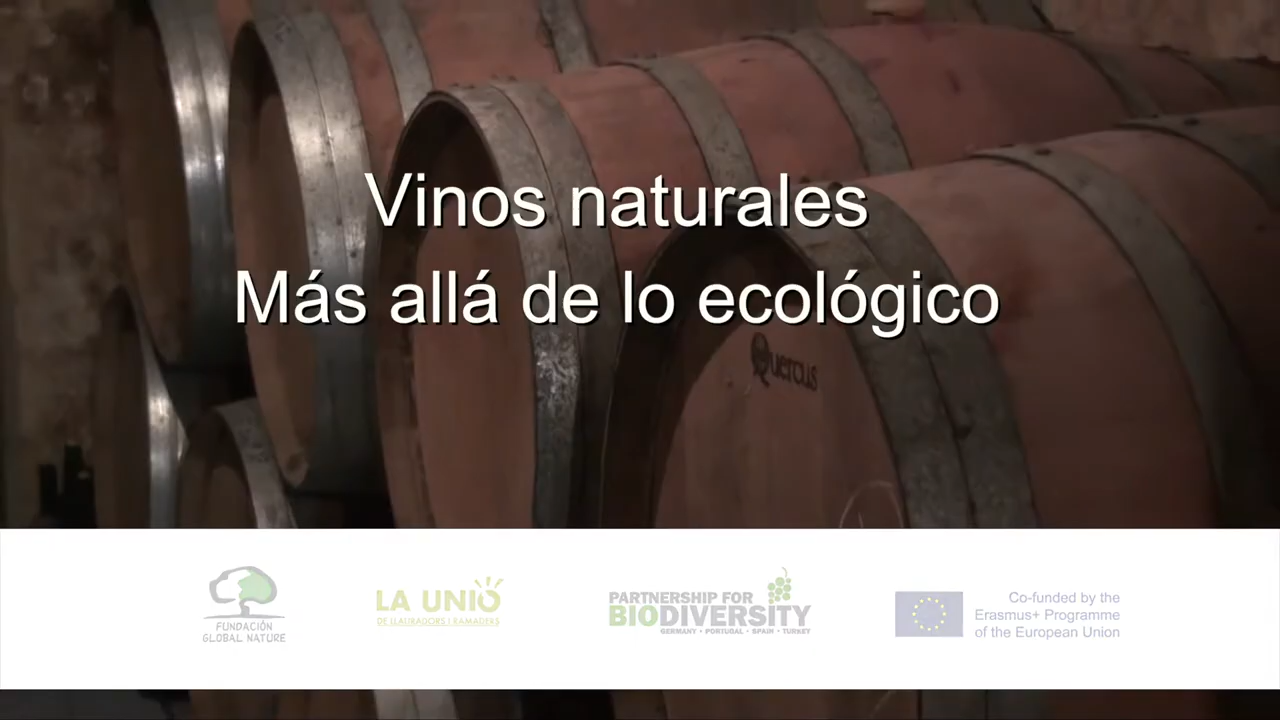 Vinos naturales
Más allá de lo ecológico
Quercus
FUNDACIÓN
GLOBAL NATURE
LA UNIÓ
DE LLAURADORS I RAMADERS
PARTNERSHIP FOR
BIODIVERSITY
GERMANY • PORTUGAL • SPAIN • TURKEY
Co-funded by the
Erasmus+ Programme
of the European Union